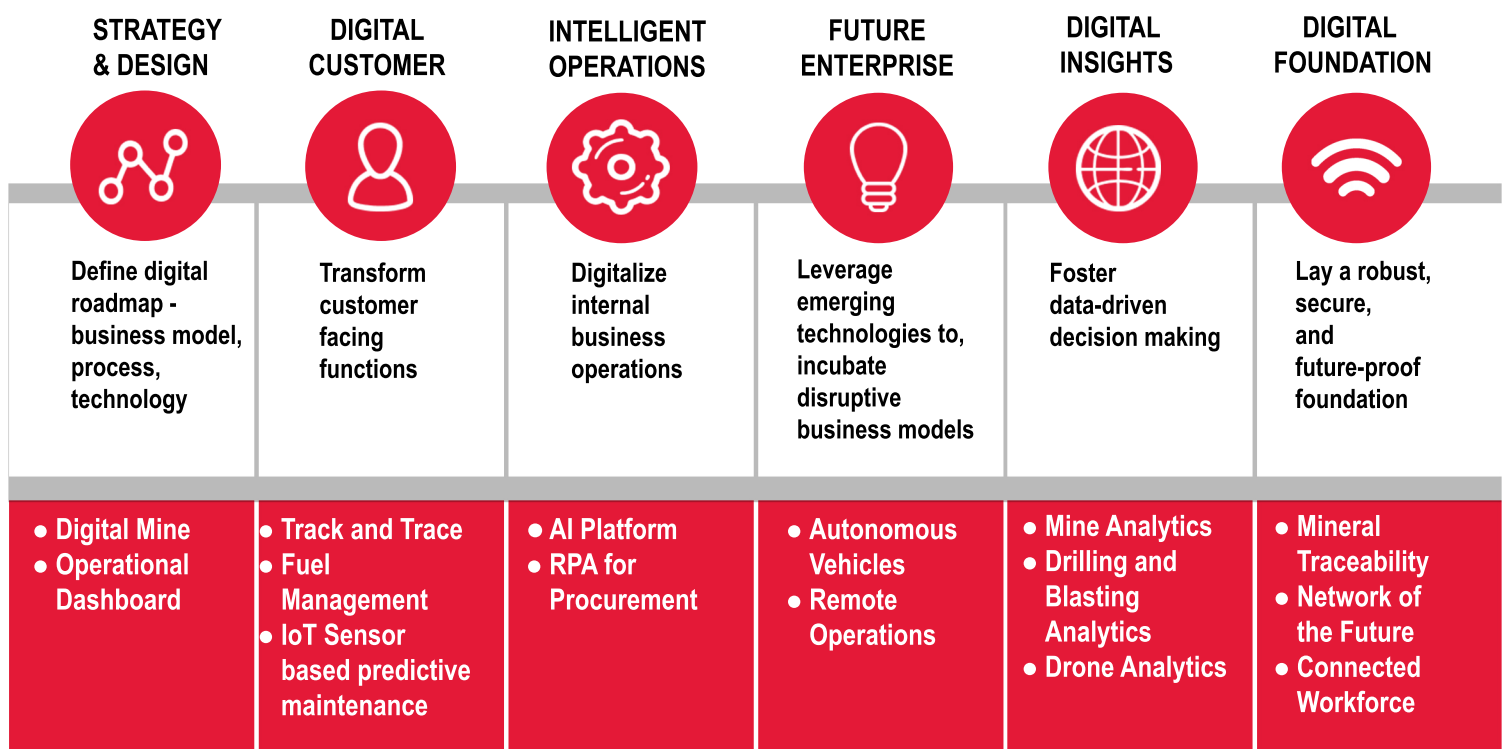 STRATEGY
& DESIGN
DIGITAL
CUSTOMER
INTELLIGENT
OPERATIONS
FUTURE
ENTERPRISE
DIGITAL
INSIGHTS
DIGITAL
FOUNDATION
Define digital
roadmap -
business model,
process,
technology
Transform
customer
facing
functions
Digitalize
internal
business
operations
Leverage
emerging
technologies to,
incubate
disruptive
business models
Foster
data-driven
decision making
Lay a robust,
secure,
and
future-proof
foundation
● Digital Mine
● Operational
Dashboard
● Track and Trace
● Fuel
Management
● IoT Sensor
based predictive
maintenance
● AI Platform
● RPA for
Procurement
● Autonomous
Vehicles
● Remote
Operations
● Mine Analytics
● Drilling and
Blasting
Analytics
● Drone Analytics
● Mineral
Traceability
● Network of
the Future
● Connected
Workforce